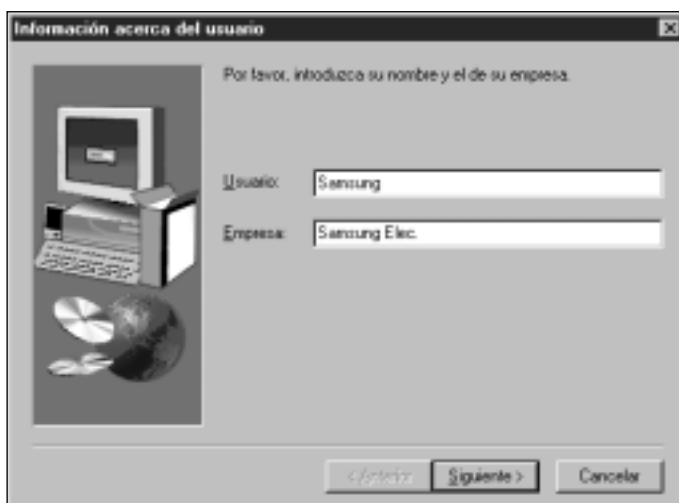 Información acerca del usuario
Por favor, introduzca su nombre y el de su empresa.
Usuario: Samsung
Empresa: Samsung Elec.
< Anterior Siguiente > Cancelar